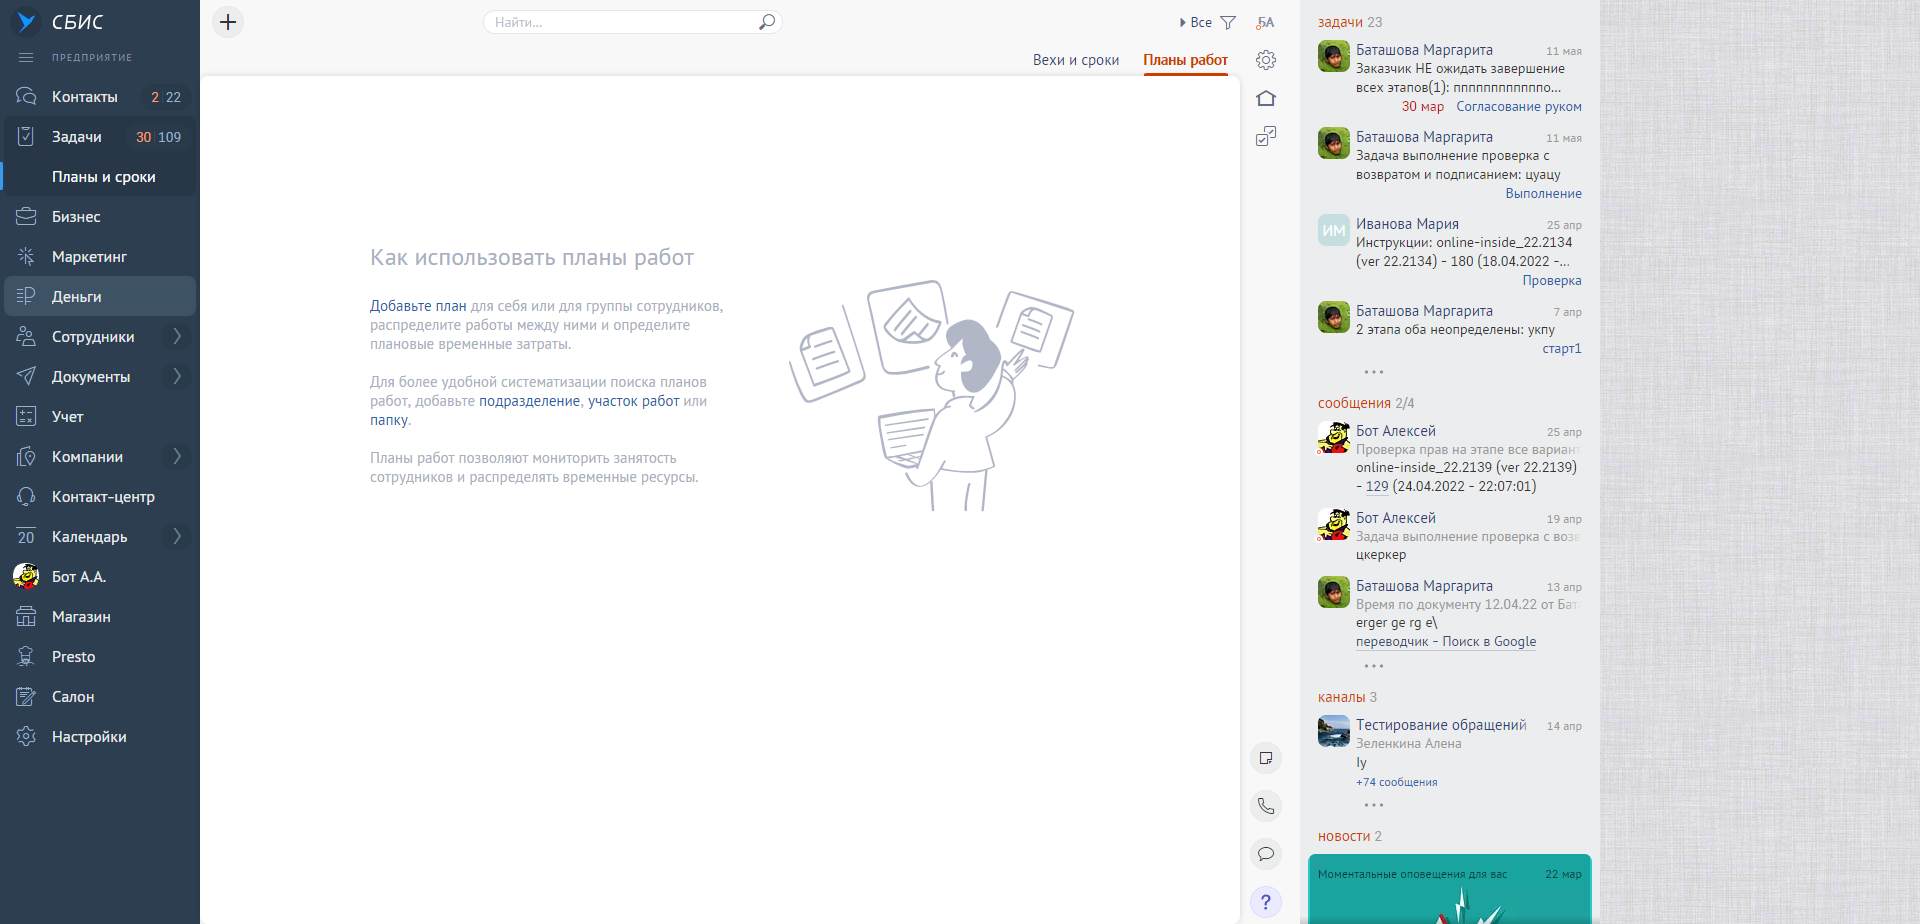 СБИС
ПРЕДПРИЯТИЕ
Контакты 2 22
Задачи 30 109
Планы и сроки
Бизнес
Маркетинг
Деньги
Сотрудники
Документы
Учет
Компании
Контакт-центр
20 Календарь
Бот А.А.
Магазин
Presto
Салон
Настройки
Найти...
Все
БА
Вехи и сроки Планы работ
Как использовать планы работ
Добавьте план для себя или для группы сотрудников,
распределите работы между ними и определите
плановые временные затраты.
Для более удобной систематизации поиска планов
работ, добавьте подразделение, участок работ или
папку.
Планы работ позволяют мониторить занятость
сотрудников и распределять временные ресурсы.
?
задачи 23
Баташова Маргарита 11 мая
Заказчик НЕ ожидать завершение
всех этапов(1): ппппппппппппо...
30 мар Согласование руком
Баташова Маргарита 11 мая
Задача выполнение проверка с
возвратом и подписанием: цуацу
Выполнение
ИМ Иванова Мария 25 апр
Инструкции: online-inside_22.2134
(ver 22.2134) - 180 (18.04.2022 -...
Проверка
Баташова Маргарита 7 апр
2 этапа оба неопределены: укпу
старт1
сообщения 2/4
Бот Алексей 25 апр
Проверка прав на этапе все вариант
online-inside_22.2139 (ver 22.2139)
- 129 (24.04.2022 - 22:07:01)
Бот Алексей 19 апр
Задача выполнение проверка с возв
цкеркер
Баташова Маргарита 13 апр
Время по документу 12.04.22 от Бат
erger ge rg e\
переводчик - Поиск в Google
каналы 3
Тестирование обращений 14 апр
Зеленкина Алена
ly
+74 сообщения
новости 2
Моментальные оповещения для вас 22 мар